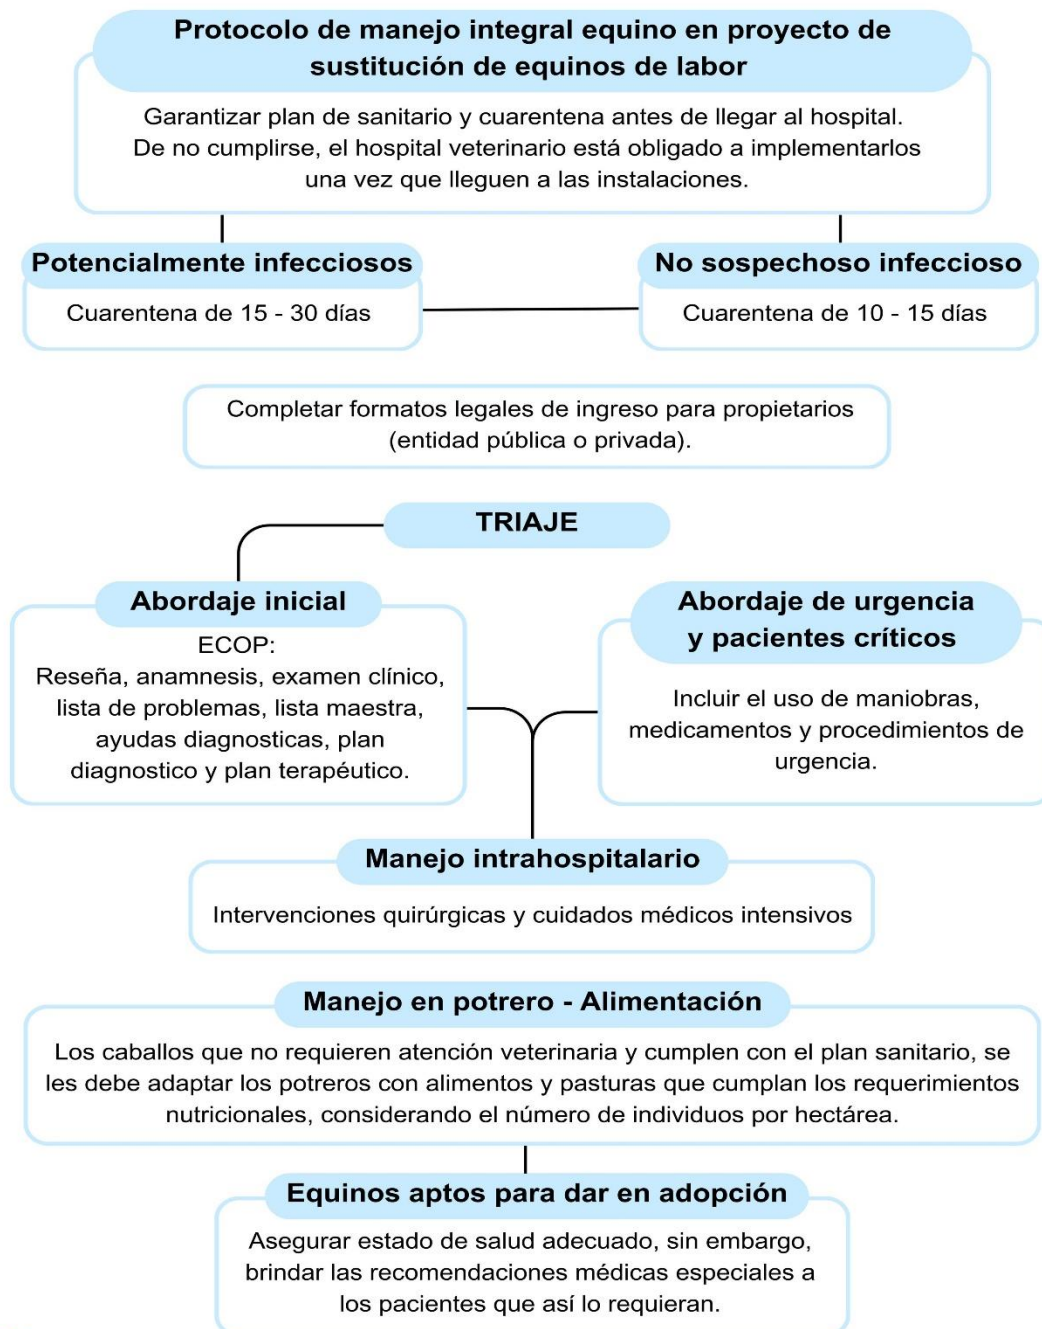 Protocolo de manejo integral equino en proyecto de
sustitución de equinos de labor
Garantizar plan de sanitario y cuarentena antes de llegar al hospital.
De no cumplirse, el hospital veterinario está obligado a implementarlos
una vez que lleguen a las instalaciones.
Potencialmente infecciosos
Cuarentena de 15 - 30 días
No sospechoso infeccioso
Cuarentena de 10 - 15 días
Completar formatos legales de ingreso para propietarios
(entidad pública o privada).
TRIAJE
Abordaje inicial
ECOP:
Reseña, anamnesis, examen clínico,
lista de problemas, lista maestra,
ayudas diagnosticas, plan
diagnostico y plan terapéutico.
Abordaje de urgencia
y pacientes críticos
Incluir el uso de maniobras,
medicamentos y procedimientos de
urgencia.
Manejo intrahospitalario
Intervenciones quirúrgicas y cuidados médicos intensivos
Manejo en potrero - Alimentación
Los caballos que no requieren atención veterinaria y cumplen con el plan sanitario, se
les debe adaptar los potreros con alimentos y pasturas que cumplan los requerimientos
nutricionales, considerando el número de individuos por hectárea.
Equinos aptos para dar en adopción
Asegurar estado de salud adecuado, sin embargo,
brindar las recomendaciones médicas especiales a
los pacientes que así lo requieran.